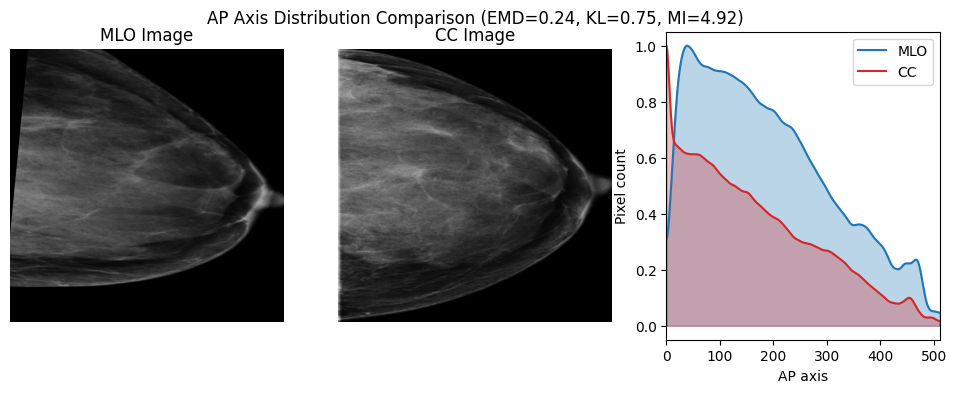 AP Axis Distribution Comparison (EMD=0.24, KL=0.75, MI=4.92)
MLO Image
CC Image
MLO
CC
1.0
0.8
0.6
0.4
0.2
0.0
Pixel count
0 100 200 300 400 500
AP axis